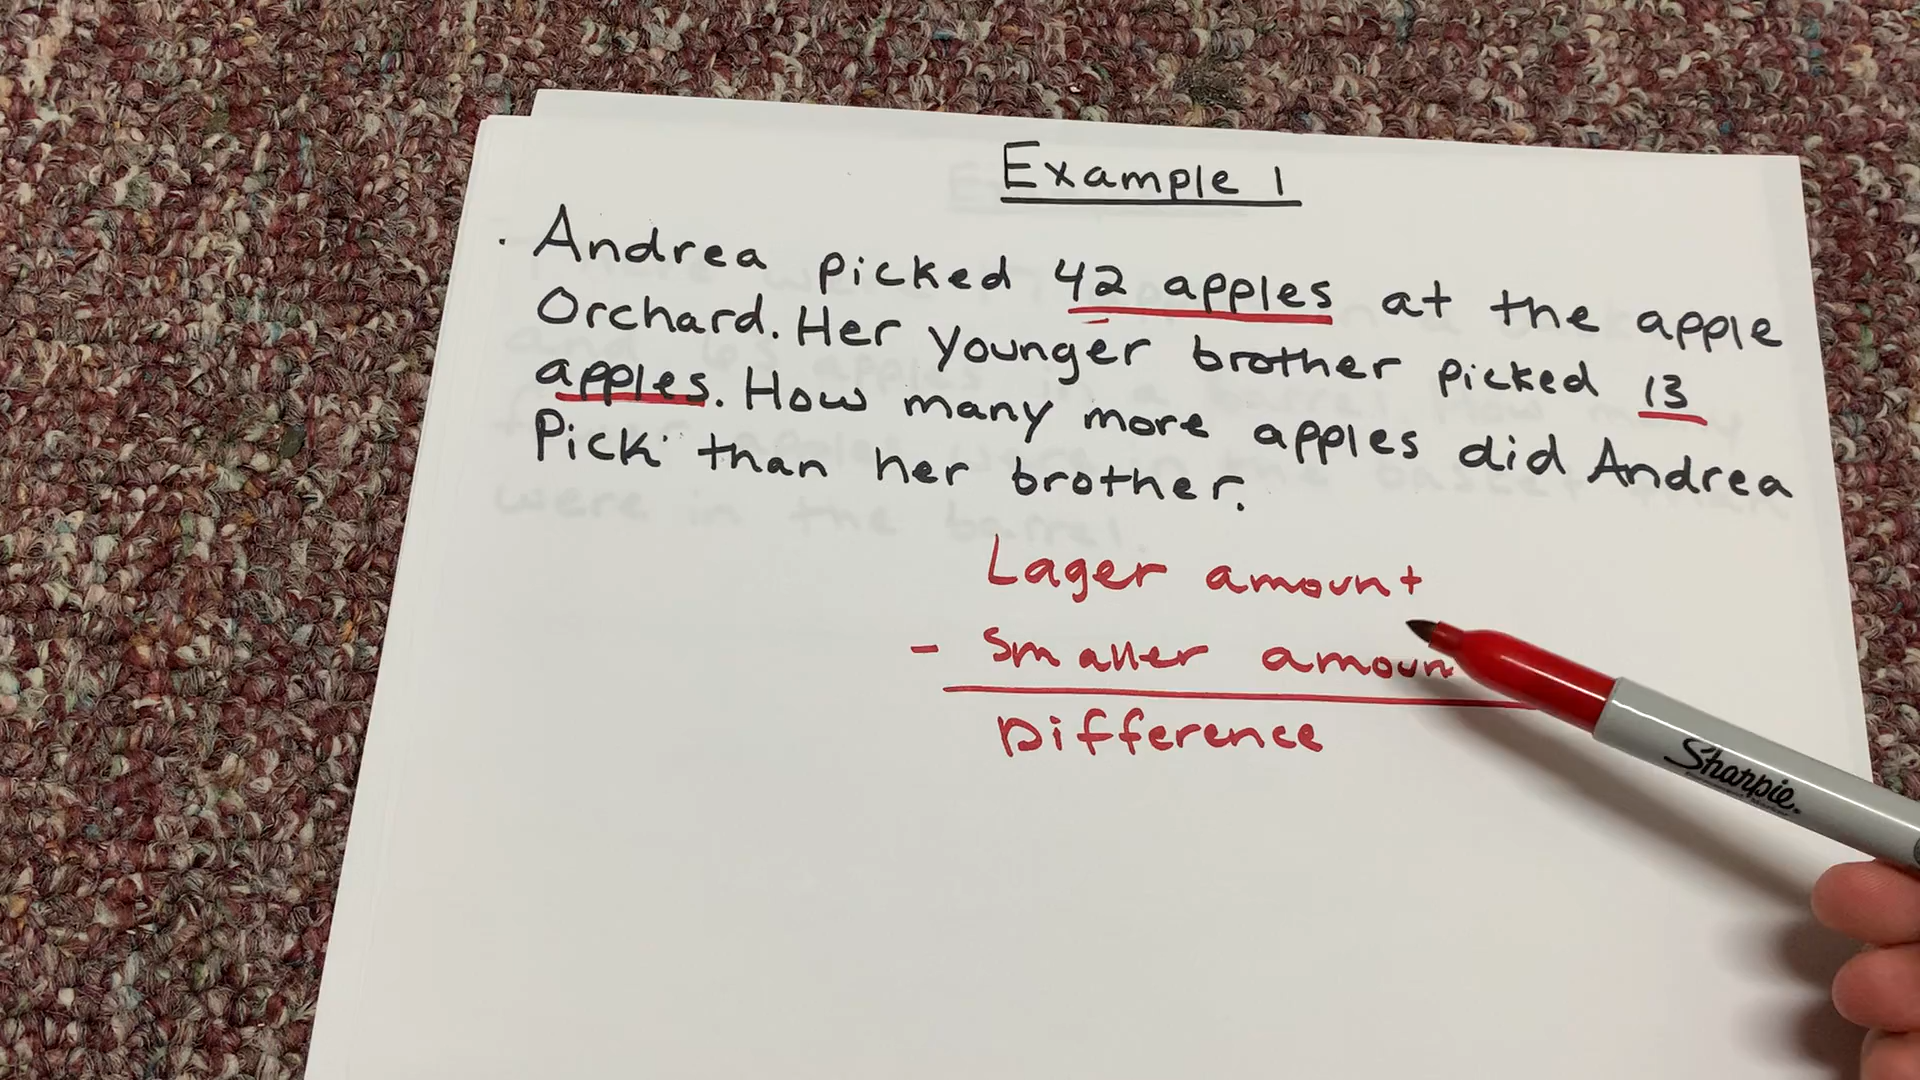 Example 1
. Andrea picked 42 apples at the apple
Orchard. Her younger brother picked 13
apples. How many more apples did Andrea
Pick than her brother.
Lager amount
- Smaller amoun
Difference
Sharpie.